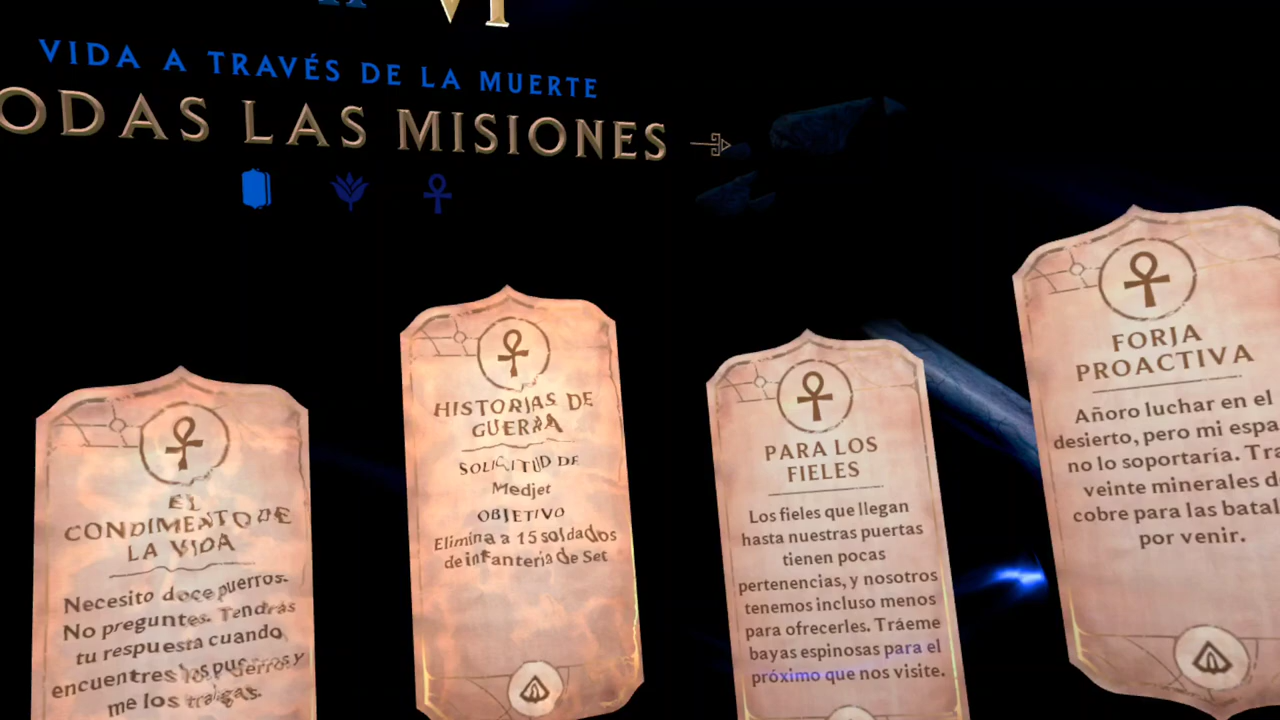 VI
VIDA A TRAVÉS DE LA MUERTE
ODAS LAS MISIONES
EL
CONDIMENTO DE
LA VIDA
Necesito doce puerros.
No preguntes. Tendrás
tu respuesta cuando
encuentres los puerros y
me los traigas.
HISTORIAS DE
GUERRA
SOLICITUD DE
Medjet
OBJETIVO
Elimina a 15 soldados
de infantería de Set
PARA LOS
FIELES
Los fieles que llegan
hasta nuestras puertas
tienen pocas
pertenencias, y nosotros
tenemos incluso menos
para ofrecerles. Tráeme
bayas espinosas para el
próximo que nos visite.
FORJA
PROACTIVA
Añoro luchar en el
desierto, pero mi espa
no lo soportaría. Tra
veinte minerales d
cobre para las batal
por venir.